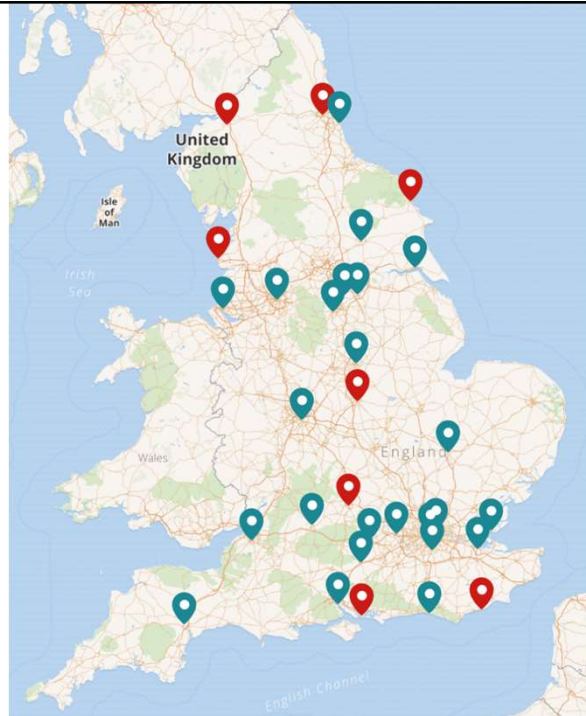 United
Kingdom
Isle
of
Man
Irish
Sea
Wales
England
English Channel